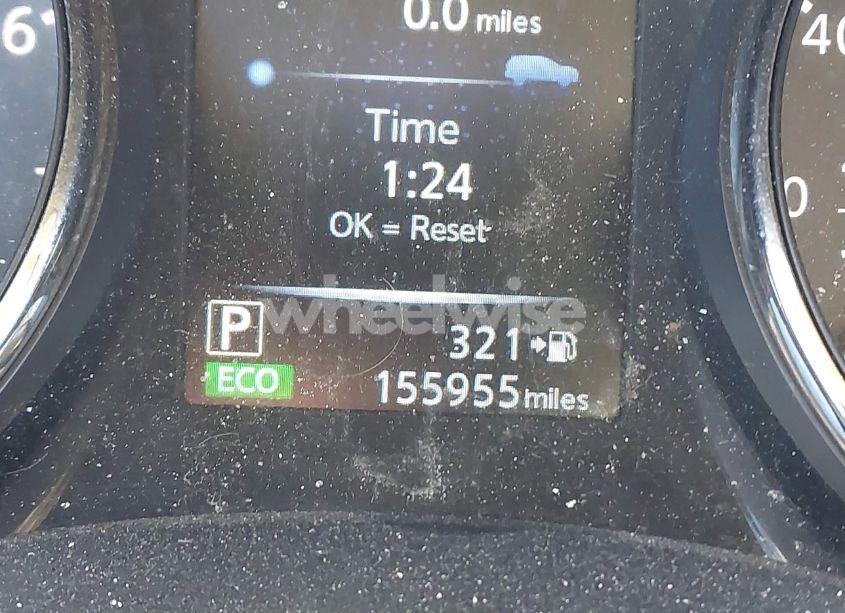 0.0 miles
6
40
Time
1:24
0
OK = Reset
wheelwise
P
321
ECO
155955 miles